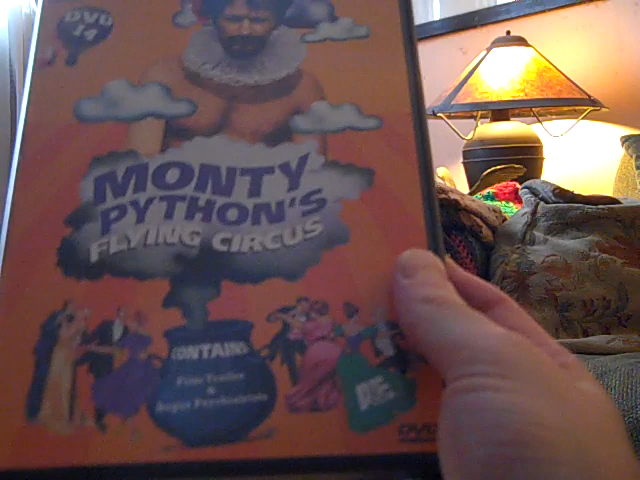 DVD
14
MONTY
PYTHON'S
FLYING CIRCUS
CONTAINS
&
A&E
DVD